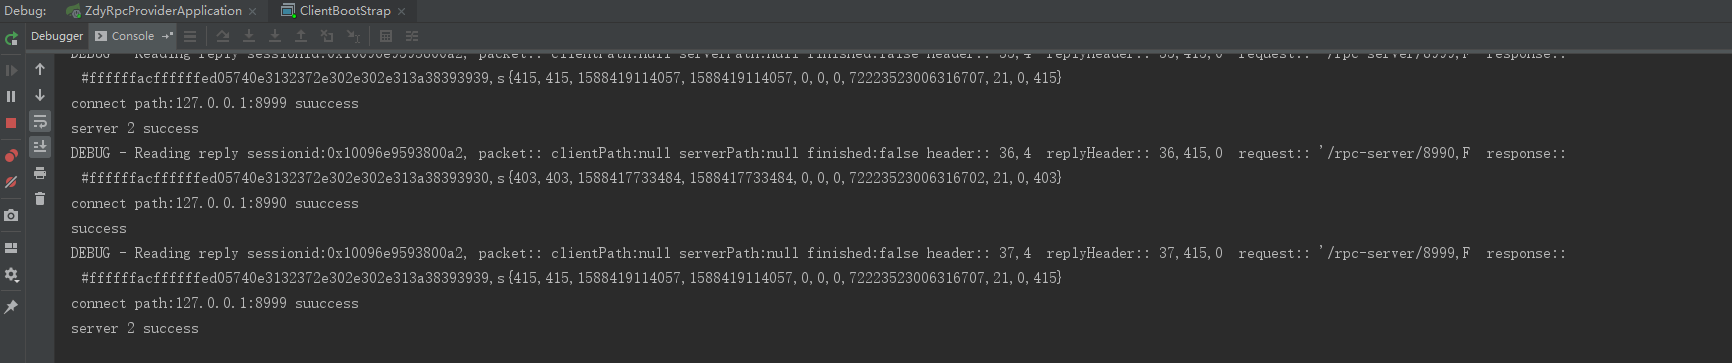 Debug: ZdyRpcProviderApplication × ClientBootStrap ×
Debugger Console
DEBUG - Reading reply sessionid:0x10096e9593800a2, packet:: clientPath:null serverPath:null finished:false header:: 35,4 replyHeader:: 35,415,0 request:: '/rpc-server/8999,F response::
#ffffffacffffffed05740e3132372e302e302e313a38393939,s{415,415,1588419114057,1588419114057,0,0,0,72223523006316707,21,0,415}
connect path:127.0.0.1:8999 suuccess
server 2 success
DEBUG - Reading reply sessionid:0x10096e9593800a2, packet:: clientPath:null serverPath:null finished:false header:: 36,4 replyHeader:: 36,415,0 request:: '/rpc-server/8990,F response::
#ffffffacffffffed05740e3132372e302e302e313a38393930,s{403,403,1588417733484,1588417733484,0,0,0,72223523006316702,21,0,403}
connect path:127.0.0.1:8990 suuccess
success
DEBUG - Reading reply sessionid:0x10096e9593800a2, packet:: clientPath:null serverPath:null finished:false header:: 37,4 replyHeader:: 37,415,0 request:: '/rpc-server/8999,F response::
#ffffffacffffffed05740e3132372e302e302e313a38393939,s{415,415,1588419114057,1588419114057,0,0,0,72223523006316707,21,0,415}
connect path:127.0.0.1:8999 suuccess
server 2 success